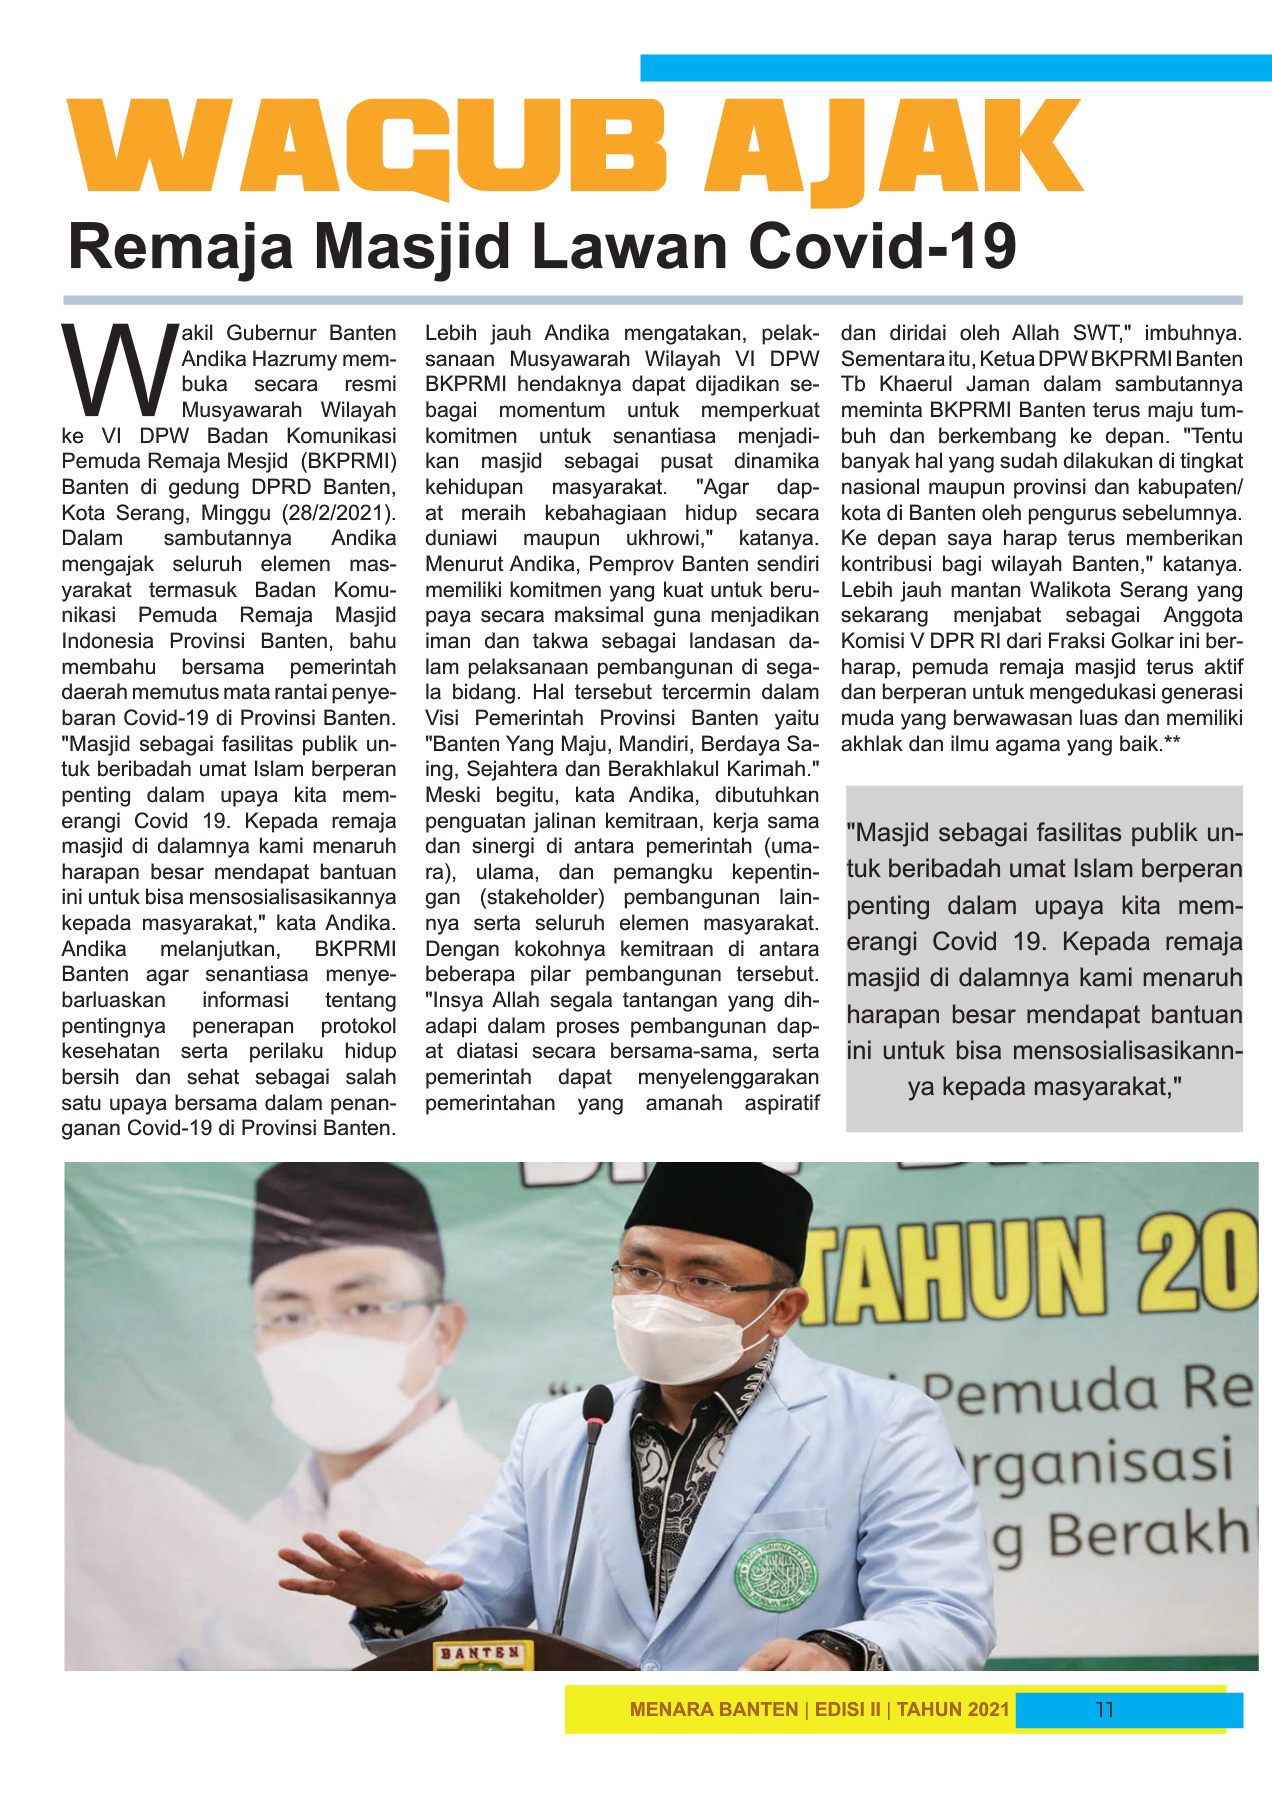 WAGUB AJAK
Remaja Masjid Lawan Covid-19
Wakil Gubernur Banten
Andika Hazrumy mem-
buka secara resmi
Musyawarah Wilayah
ke VI DPW Badan Komunikasi
Pemuda Remaja Mesjid (BKPRMI)
Banten di gedung DPRD Banten,
Kota Serang, Minggu (28/2/2021).
Dalam sambutannya Andika
mengajak seluruh elemen mas-
yarakat termasuk Badan Komu-
nikasi Pemuda Remaja Masjid
Indonesia Provinsi Banten, bahu
membahu bersama pemerintah
daerah memutus mata rantai penye-
baran Covid-19 di Provinsi Banten.
"Masjid sebagai fasilitas publik un-
tuk beribadah umat Islam berperan
penting dalam upaya kita mem-
erangi Covid 19. Kepada remaja
masjid di dalamnya kami menaruh
harapan besar mendapat bantuan
ini untuk bisa mensosialisasikannya
kepada masyarakat," kata Andika.
Andika melanjutkan, BKPRMI
Banten agar senantiasa menye-
barluaskan informasi tentang
pentingnya penerapan protokol
kesehatan serta perilaku hidup
bersih dan sehat sebagai salah
satu upaya bersama dalam penan-
ganan Covid-19 di Provinsi Banten.
Lebih jauh Andika mengatakan, pelak-
sanaan Musyawarah Wilayah VI DPW
BKPRMI hendaknya dapat dijadikan se-
bagai momentum untuk memperkuat
komitmen untuk senantiasa menjadi-
kan masjid sebagai pusat dinamika
kehidupan masyarakat. "Agar dap-
at meraih kebahagiaan hidup secara
duniawi maupun ukhrowi," katanya.
Menurut Andika, Pemprov Banten sendiri
memiliki komitmen yang kuat untuk beru-
paya secara maksimal guna menjadikan
iman dan takwa sebagai landasan da-
lam pelaksanaan pembangunan di sega-
la bidang. Hal tersebut tercermin dalam
Visi Pemerintah Provinsi Banten yaitu
"Banten Yang Maju, Mandiri, Berdaya Sa-
ing, Sejahtera dan Berakhlakul Karimah."
Meski begitu, kata Andika, dibutuhkan
penguatan jalinan kemitraan, kerja sama
dan sinergi di antara pemerintah (uma-
ra), ulama, dan pemangku kepentin-
gan (stakeholder) pembangunan lain-
nya serta seluruh elemen masyarakat.
Dengan kokohnya kemitraan di antara
beberapa pilar pembangunan tersebut.
"Insya Allah segala tantangan yang dih-
adapi dalam proses pembangunan dap-
at diatasi secara bersama-sama, serta
pemerintah dapat menyelenggarakan
pemerintahan yang amanah aspiratif
dan diridai oleh Allah SWT," imbuhnya.
Sementara itu, Ketua DPW BKPRMI Banten
Tb Khaerul Jaman dalam sambutannya
meminta BKPRMI Banten terus maju tum-
buh dan berkembang ke depan. "Tentu
banyak hal yang sudah dilakukan di tingkat
nasional maupun provinsi dan kabupaten/
kota di Banten oleh pengurus sebelumnya.
Ke depan saya harap terus memberikan
kontribusi bagi wilayah Banten," katanya.
Lebih jauh mantan Walikota Serang yang
sekarang menjabat sebagai Anggota
Komisi V DPR RI dari Fraksi Golkar ini ber-
harap, pemuda remaja masjid terus aktif
dan berperan untuk mengedukasi generasi
muda yang berwawasan luas dan memiliki
akhlak dan ilmu agama yang baik.**
"Masjid sebagai fasilitas publik un-
tuk beribadah umat Islam berperan
penting dalam upaya kita mem-
erangi Covid 19. Kepada remaja
masjid di dalamnya kami menaruh
harapan besar mendapat bantuan
ini untuk bisa mensosialisasikann-
ya kepada masyarakat,"
TAHUN 20
Pemuda Re
rganisasi
g Berakh
BANTEN
MENARA BANTEN | EDISI II | TAHUN 2021
11